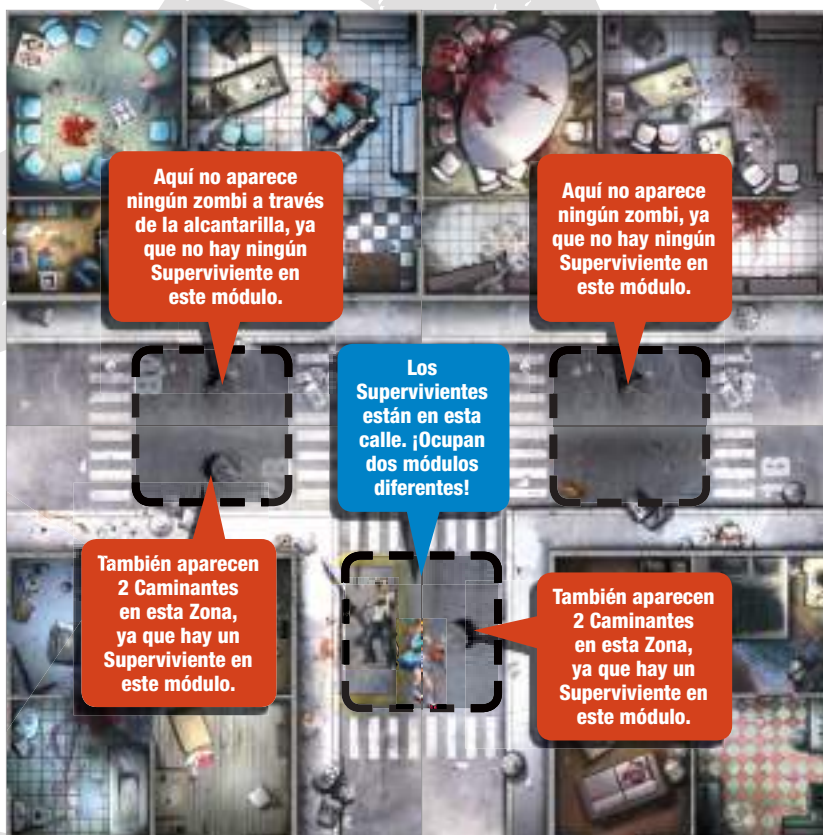 Aquí no aparece
ningún zombi a través
de la alcantarilla, ya
que no hay ningún
Superviviente en
este módulo.
Aquí no aparece
ningún zombi, ya
que no hay ningún
Superviviente en
este módulo.
Los
Supervivientes
están en esta
calle. ¡Ocupan
dos módulos
diferentes!
También aparecen
2 Caminantes
en esta Zona,
ya que hay un
Superviviente en
este módulo.
También aparecen
2 Caminantes
en esta Zona,
ya que hay un
Superviviente en
este módulo.